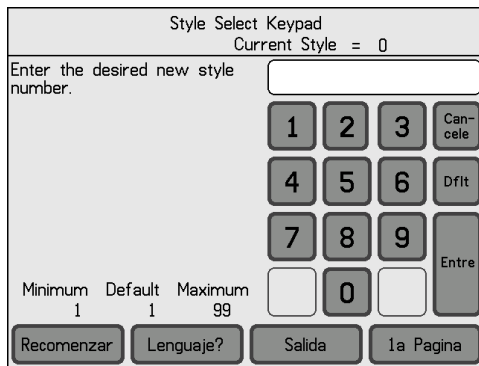 Style Select Keypad
Current Style = 0
Enter the desired new style
number.
1 2 3 Can-
cele
4 5 6 Dflt
7 8 9
Entre
0
Minimum Default Maximum
1 1 99
Recomenzar Lenguaje? Salida 1a Pagina